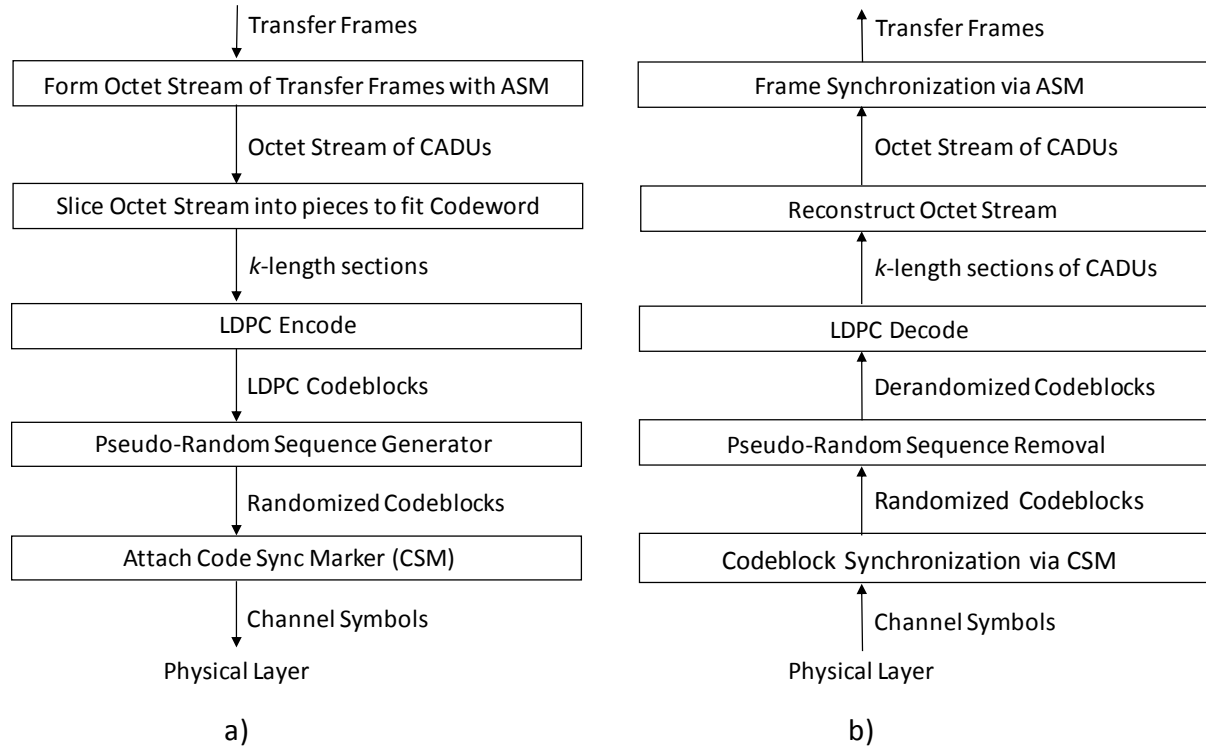 Transfer Frames
Form Octet Stream of Transfer Frames with ASM
Octet Stream of CADUs
Slice Octet Stream into pieces to fit Codeword
k-length sections
LDPC Encode
LDPC Codeblocks
Pseudo-Random Sequence Generator
Randomized Codeblocks
Attach Code Sync Marker (CSM)
Channel Symbols
Physical Layer
a)
Transfer Frames
Frame Synchronization via ASM
Octet Stream of CADUs
Reconstruct Octet Stream
k-length sections of CADUs
LDPC Decode
Derandomized Codeblocks
Pseudo-Random Sequence Removal
Randomized Codeblocks
Codeblock Synchronization via CSM
Channel Symbols
Physical Layer
b)